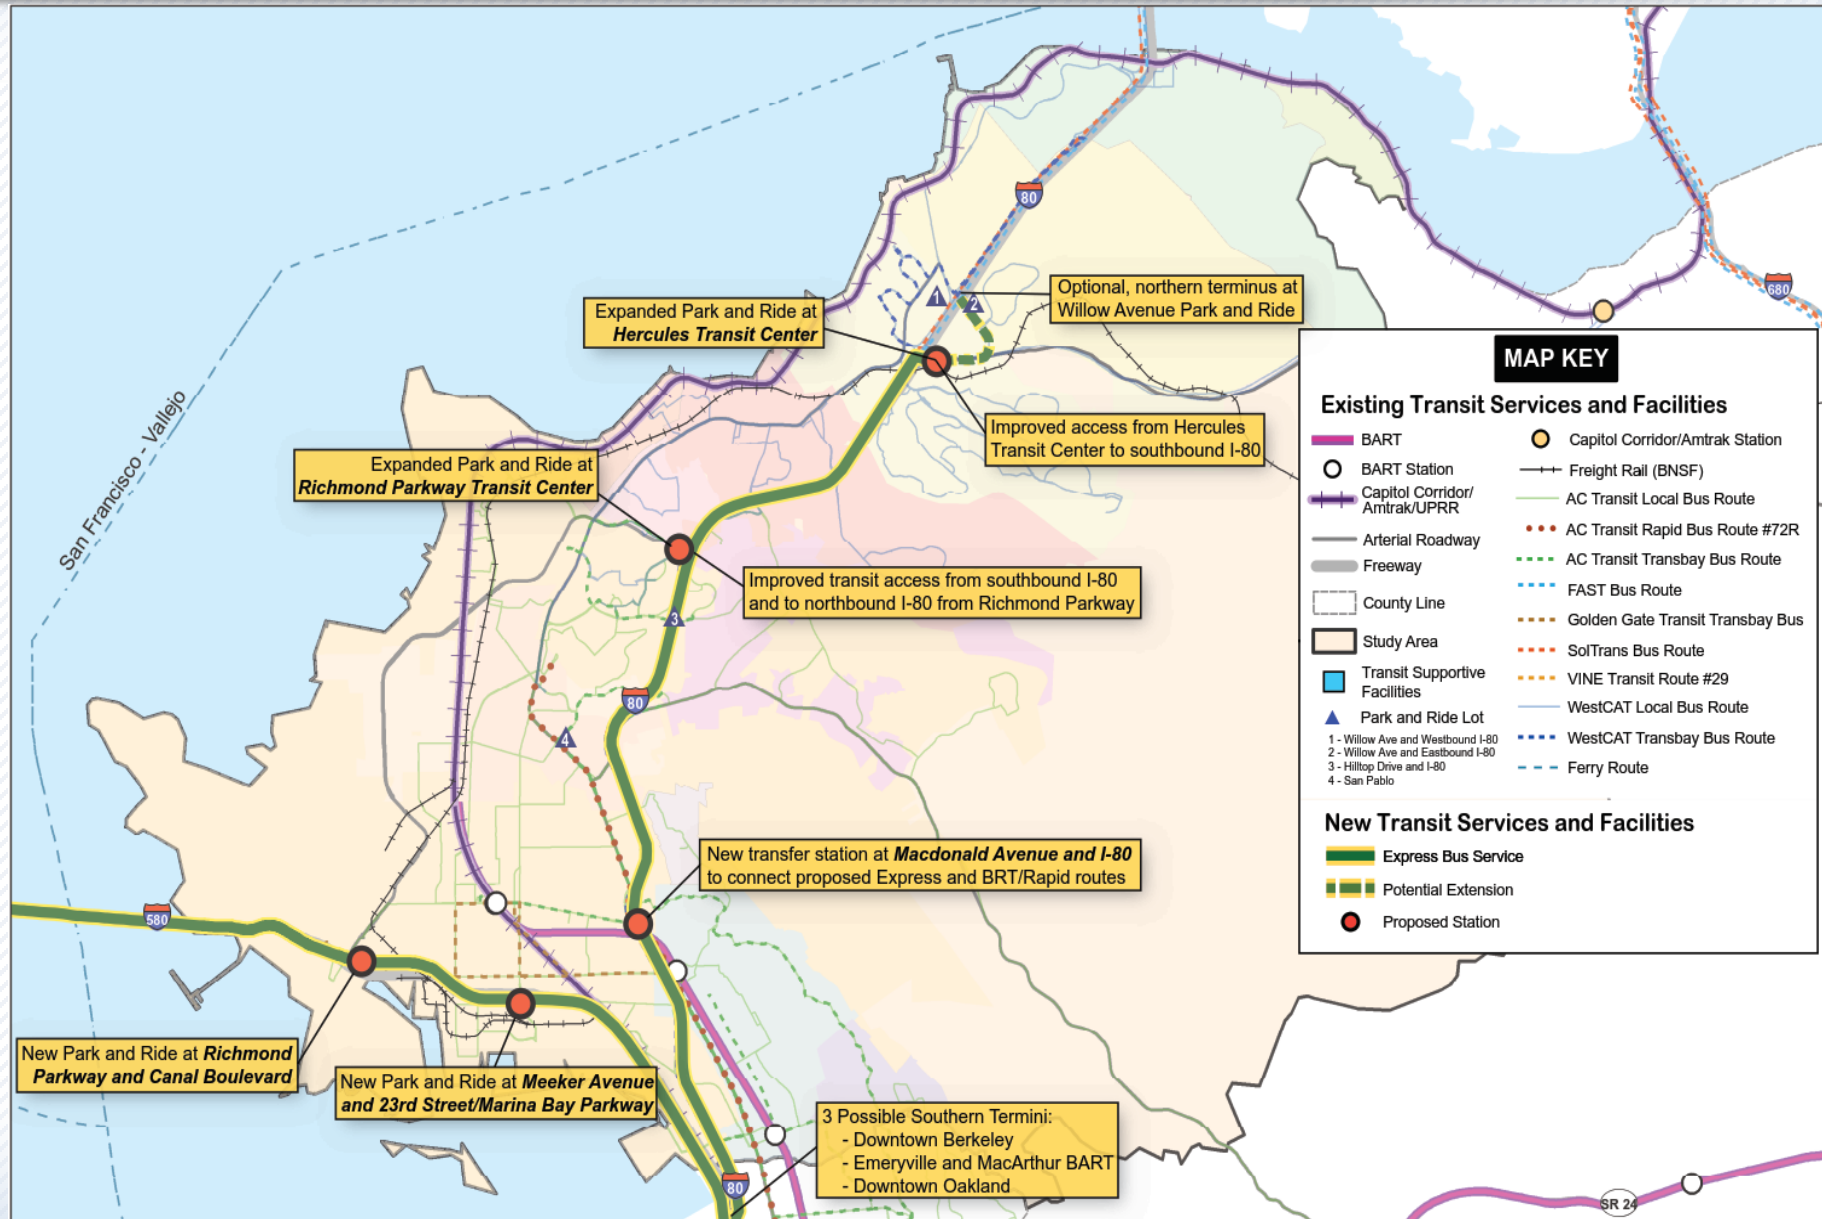 80
1
2
Optional, northern terminus at
Willow Avenue Park and Ride
680
Expanded Park and Ride at
Hercules Transit Center
Improved access from Hercules
Transit Center to southbound I-80
San Francisco - Vallejo
Expanded Park and Ride at
Richmond Parkway Transit Center
Improved transit access from southbound I-80
and to northbound I-80 from Richmond Parkway
3
80
4
New transfer station at Macdonald Avenue and I-80
to connect proposed Express and BRT/Rapid routes
580
New Park and Ride at Richmond
Parkway and Canal Boulevard
New Park and Ride at Meeker Avenue
and 23rd Street/Marina Bay Parkway
3 Possible Southern Termini:
- Downtown Berkeley
- Emeryville and MacArthur BART
- Downtown Oakland
80
SR 24
MAP KEY
Existing Transit Services and Facilities
BART
BART Station
Capitol Corridor/
Amtrak/UPRR
Arterial Roadway
Freeway
County Line
Study Area
Transit Supportive
Facilities
Park and Ride Lot
1 - Willow Ave and Westbound I-80
2 - Willow Ave and Eastbound I-80
3 - Hilltop Drive and I-80
4 - San Pablo
Capitol Corridor/Amtrak Station
Freight Rail (BNSF)
AC Transit Local Bus Route
AC Transit Rapid Bus Route #72R
AC Transit Transbay Bus Route
FAST Bus Route
Golden Gate Transit Transbay Bus
SolTrans Bus Route
VINE Transit Route #29
WestCAT Local Bus Route
WestCAT Transbay Bus Route
Ferry Route
New Transit Services and Facilities
Express Bus Service
Potential Extension
Proposed Station